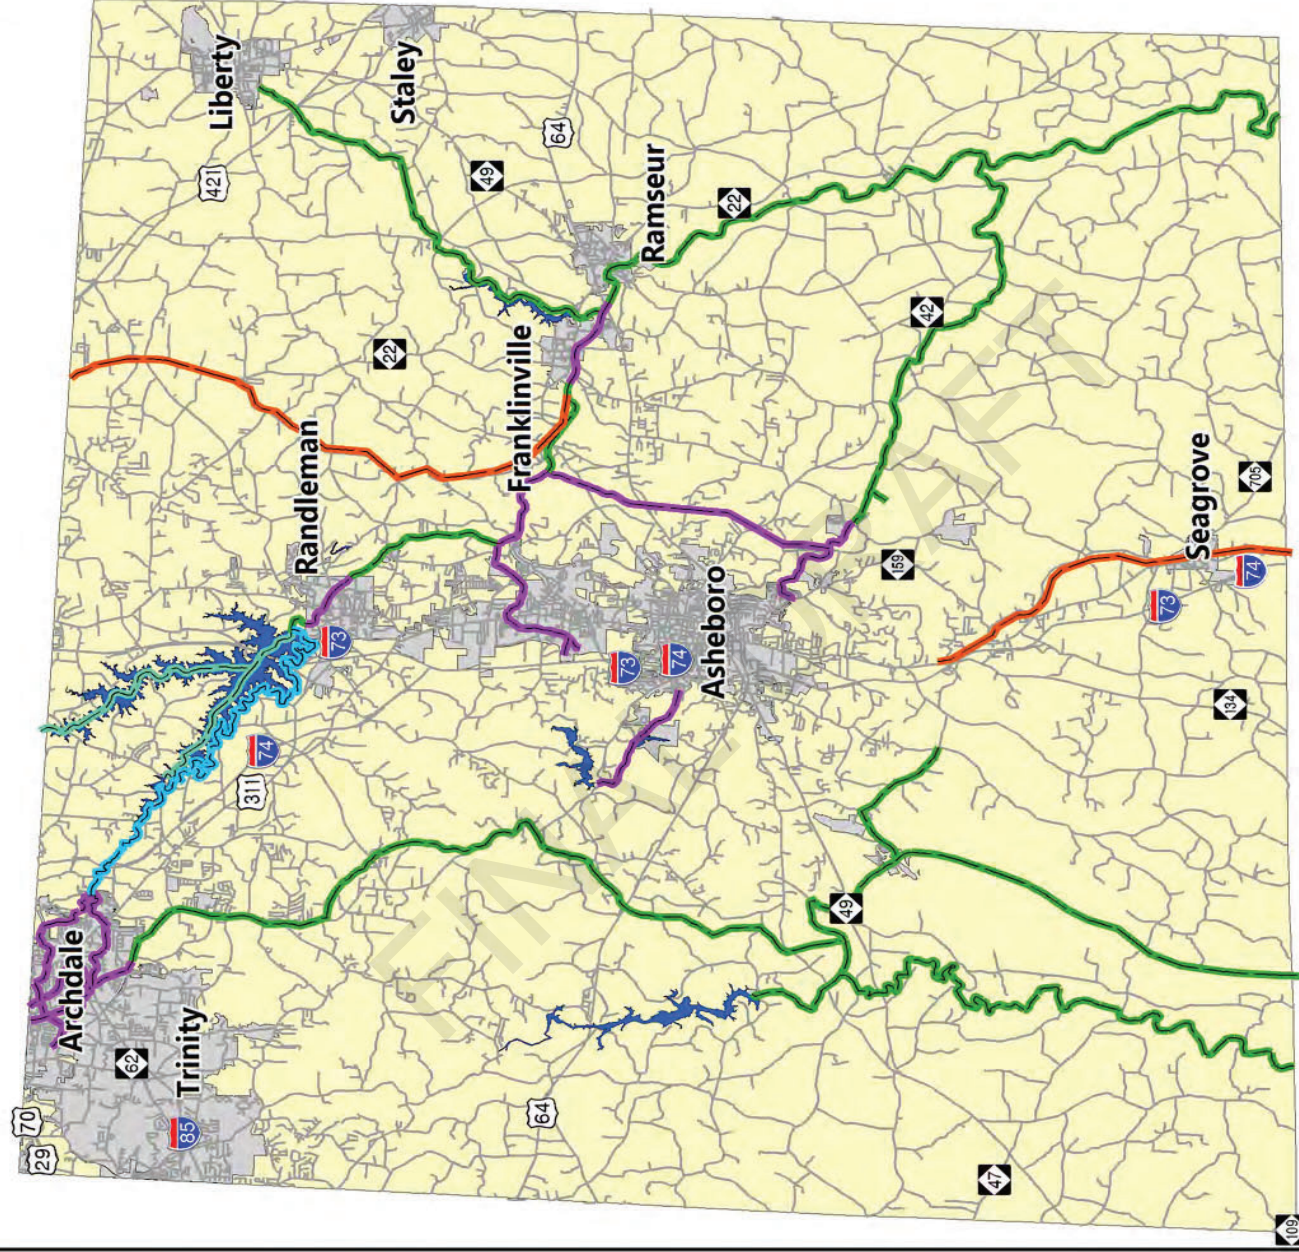 70
29
Archdale
62
85
Trinity
421
Liberty
311
74
Randleman
73
22
Staley
49
Franklinville
64
64
73
Ramseur
74
Asheboro
22
FINAL DRAFT
49
159
42
47
73
Seagrove
134
74
705
109